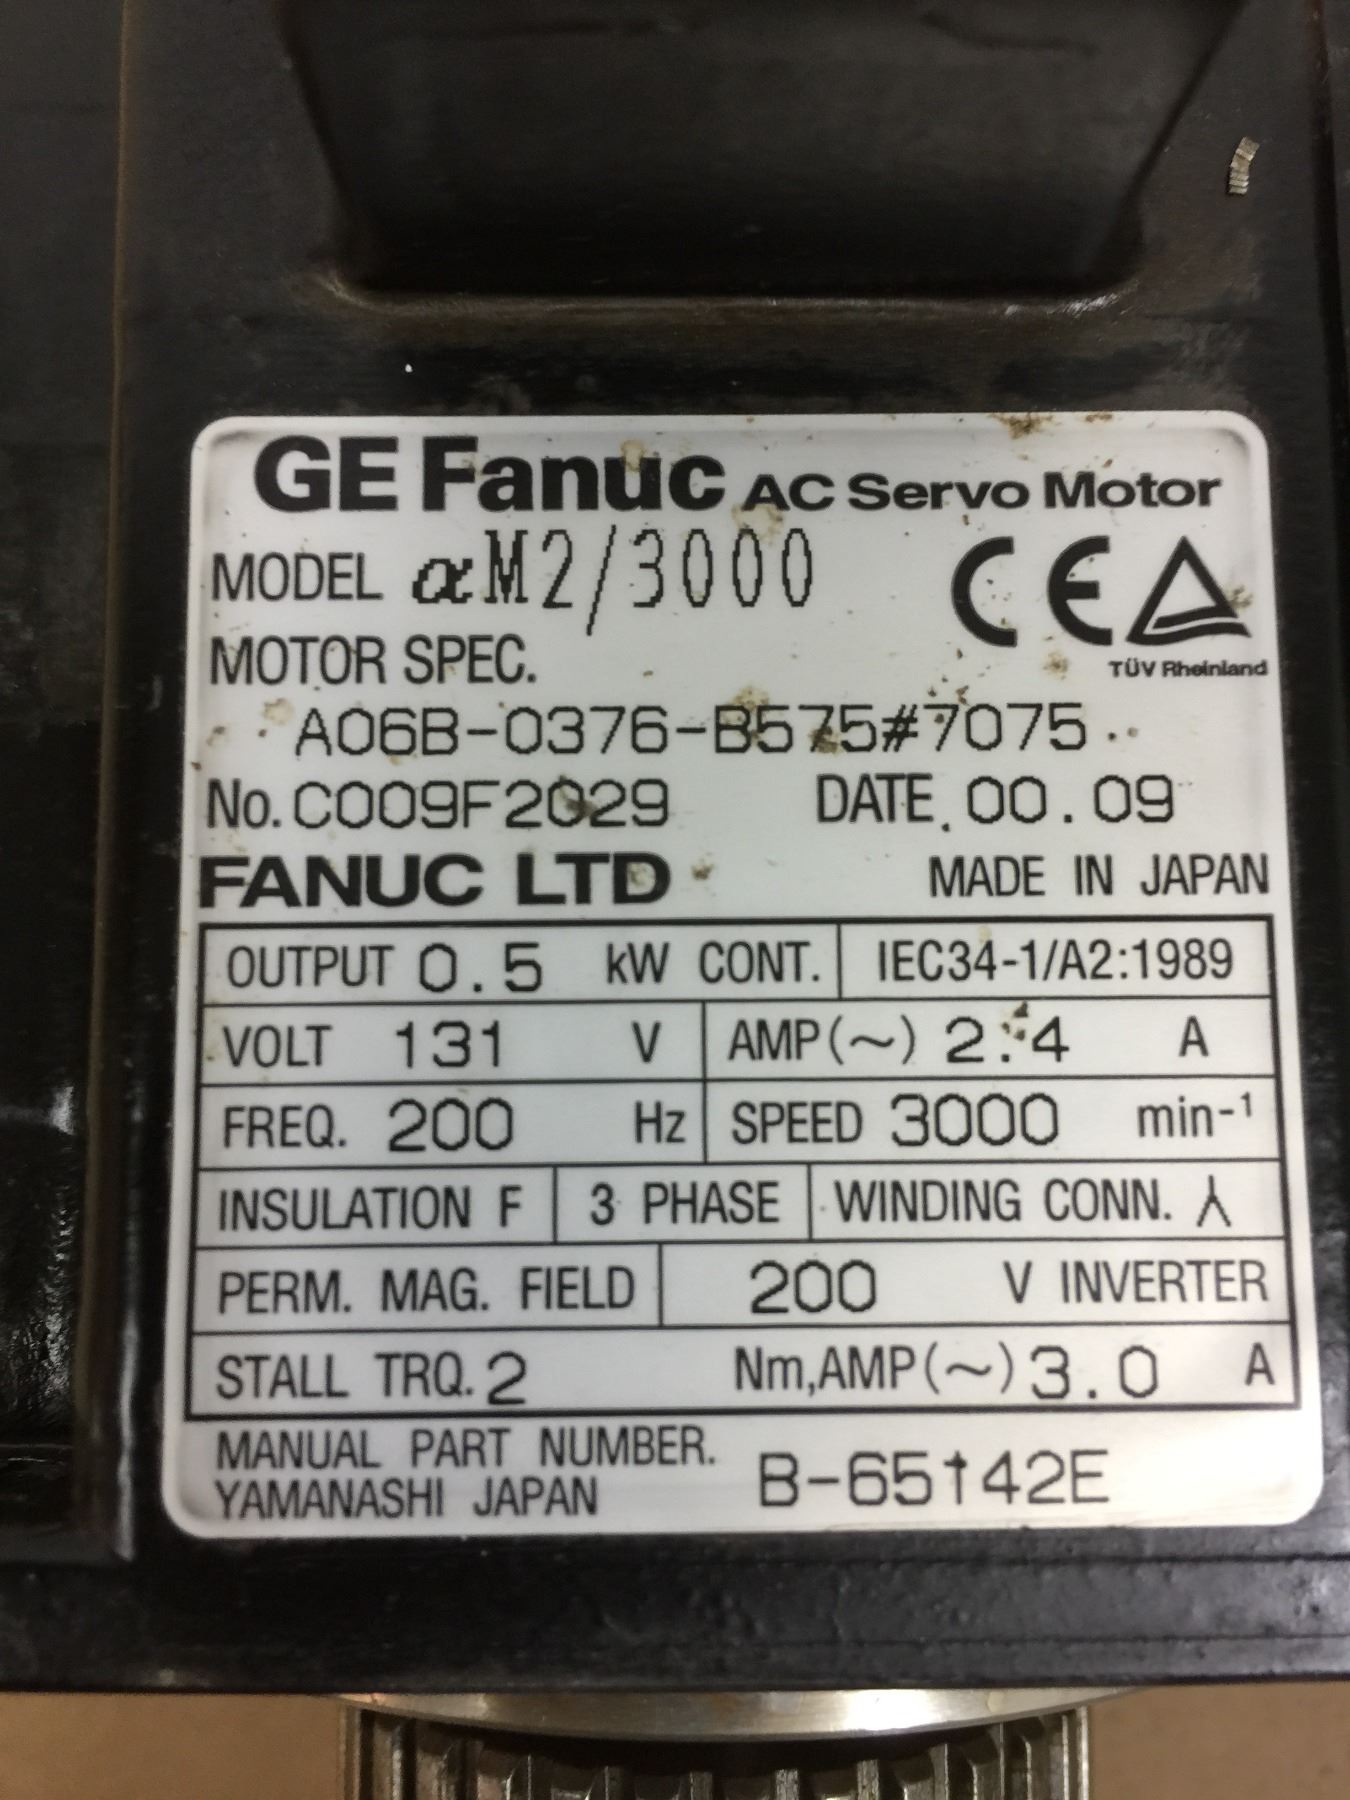 GE Fanuc AC Servo Motor
MODEL αM2/3000
CE
TÜV Rheinland
MOTOR SPEC.
A06B-0376-B575#7075
No. C009F2029 DATE. 00.09
FANUC LTD MADE IN JAPAN
OUTPUT 0.5 kW CONT. IEC34-1/A2:1989
VOLT 131 V AMP(~) 2.4 A
FREQ. 200 Hz SPEED 3000 min-¹
INSULATION F 3 PHASE WINDING CONN. 人
PERM. MAG. FIELD 200 V INVERTER
STALL TRQ. 2 Nm,AMP(~) 3.0 A
MANUAL PART NUMBER. B-65142E
YAMANASHI JAPAN